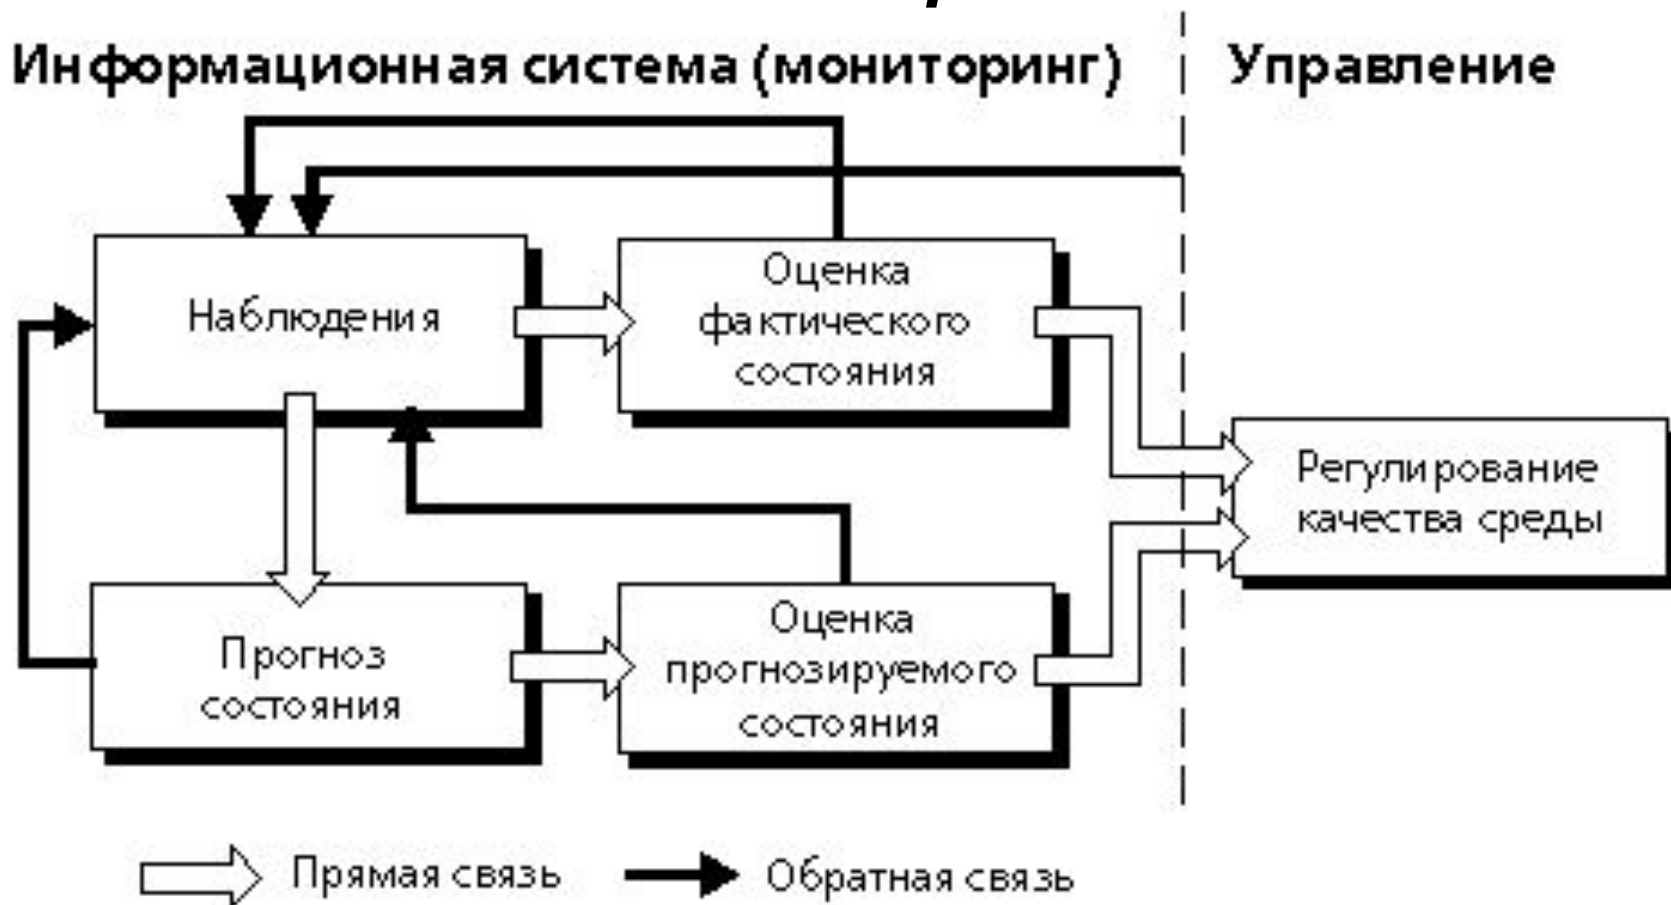 Информационная система (мониторинг)
Управление
Наблюдения
Оценка
фактического
состояния
Регулирование
качества среды
Прогноз
состояния
Оценка
прогнозируемого
состояния
Прямая связь
Обратная связь